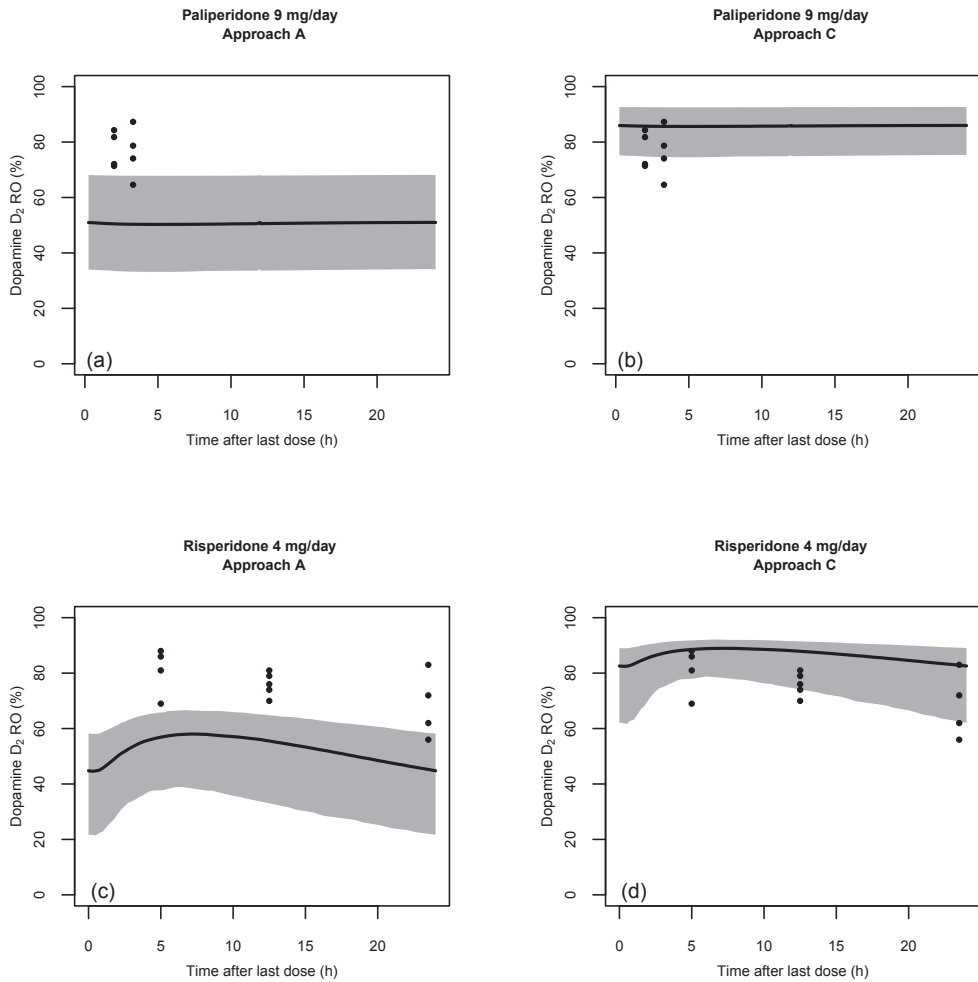 Paliperidone 9 mg/day
Approach A
Dopamine D₂ RO (%)
100
80
60
40
20
0
(a)
0 5 10 15 20
Time after last dose (h)
Paliperidone 9 mg/day
Approach C
Dopamine D₂ RO (%)
100
80
60
40
20
0
(b)
0 5 10 15 20
Time after last dose (h)
Risperidone 4 mg/day
Approach A
Dopamine D₂ RO (%)
100
80
60
40
20
0
(c)
0 5 10 15 20
Time after last dose (h)
Risperidone 4 mg/day
Approach C
Dopamine D₂ RO (%)
100
80
60
40
20
0
(d)
0 5 10 15 20
Time after last dose (h)